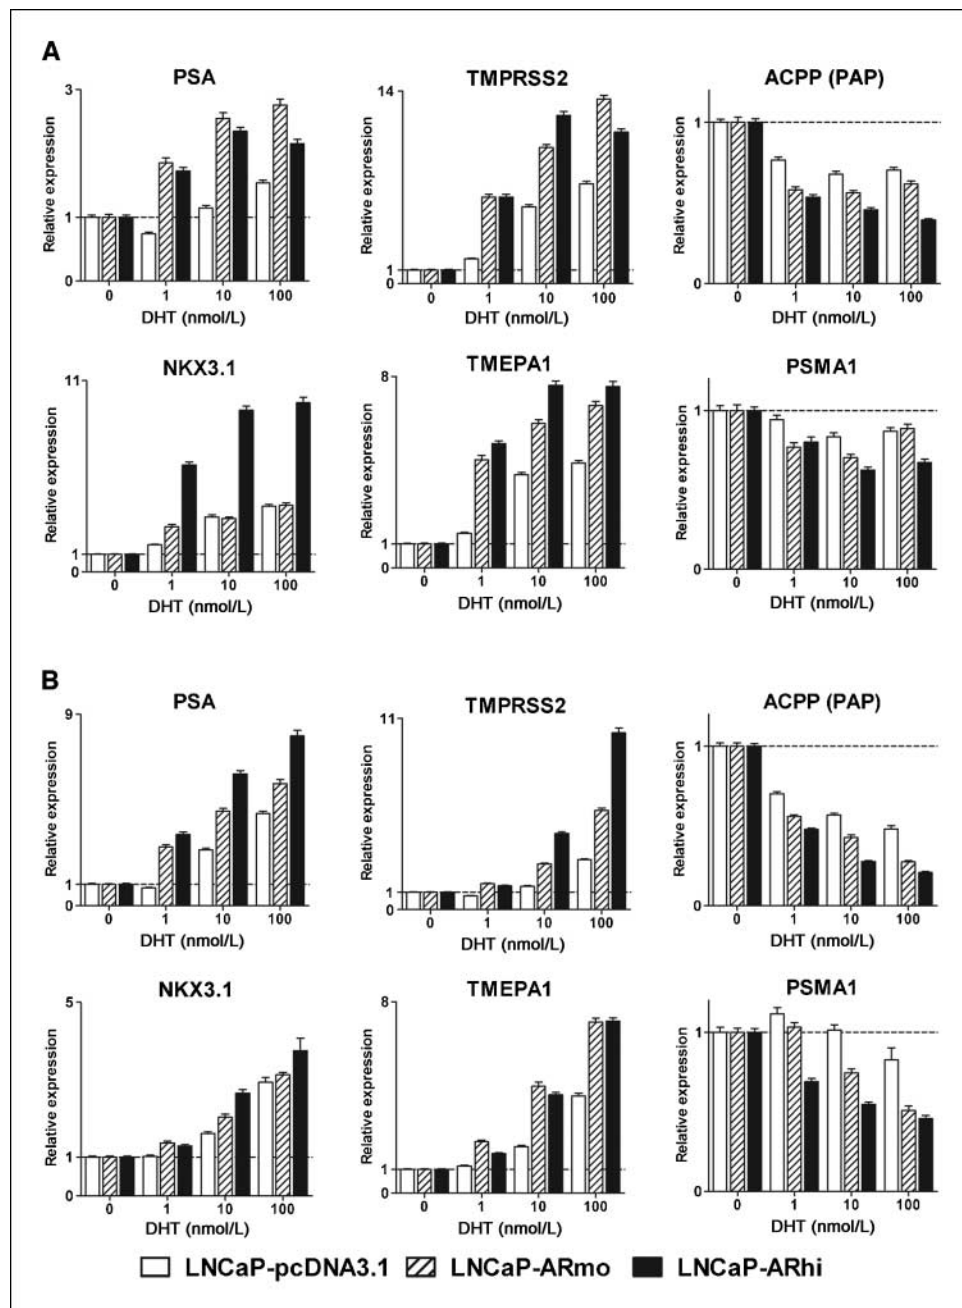 A
PSA
Relative expression
3
1
0
0 1 10 100
DHT (nmol/L)
TMPRSS2
Relative expression
14
1
0
0 1 10 100
DHT (nmol/L)
ACPP (PAP)
Relative expression
1
0
0 1 10 100
DHT (nmol/L)
NKX3.1
Relative expression
11
1
0
0 1 10 100
DHT (nmol/L)
TMEPA1
Relative expression
8
1
0
0 1 10 100
DHT (nmol/L)
PSMA1
Relative expression
1
0
0 1 10 100
DHT (nmol/L)
B
PSA
Relative expression
9
1
0
0 1 10 100
DHT (nmol/L)
TMPRSS2
Relative expression
11
1
0
0 1 10 100
DHT (nmol/L)
ACPP (PAP)
Relative expression
1
0
0 1 10 100
DHT (nmol/L)
NKX3.1
Relative expression
5
1
0
0 1 10 100
DHT (nmol/L)
TMEPA1
Relative expression
8
1
0
0 1 10 100
DHT (nmol/L)
PSMA1
Relative expression
1
0
0 1 10 100
DHT (nmol/L)
LNCaP-pcDNA3.1 LNCaP-ARmo LNCaP-ARhi